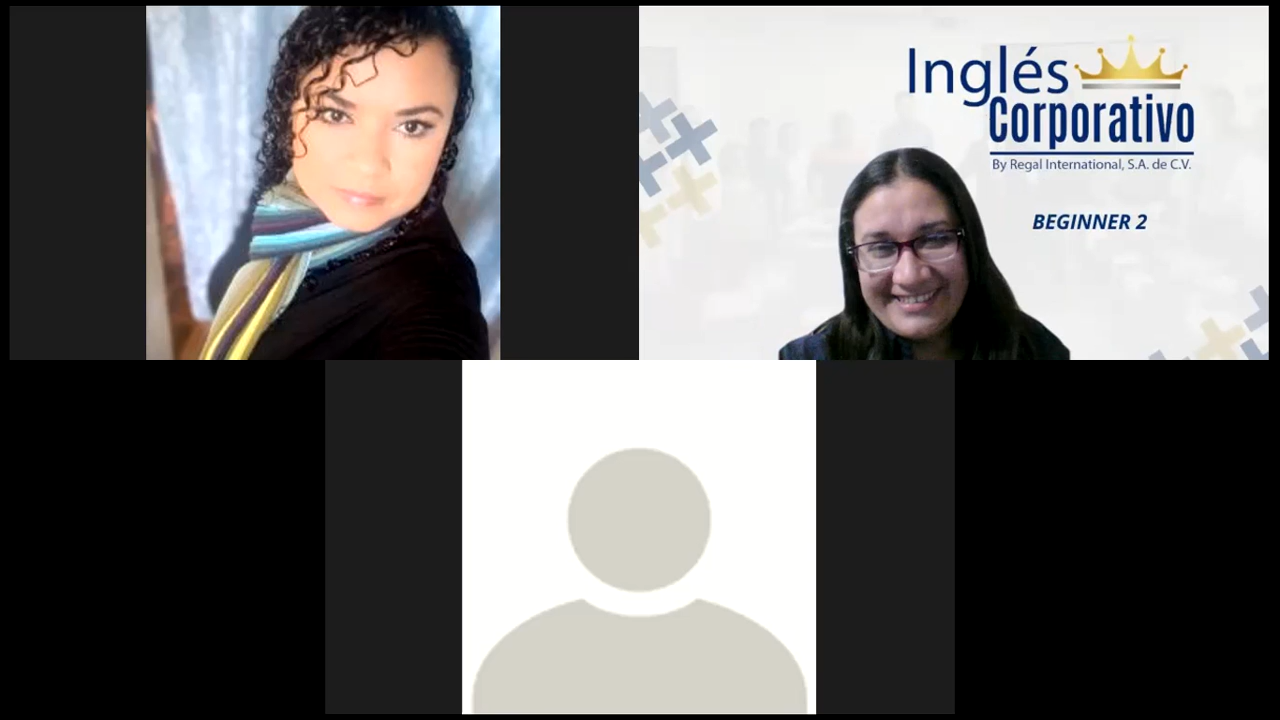 Inglés
Corporativo
By Regal International, S.A. de C.V.
BEGINNER 2